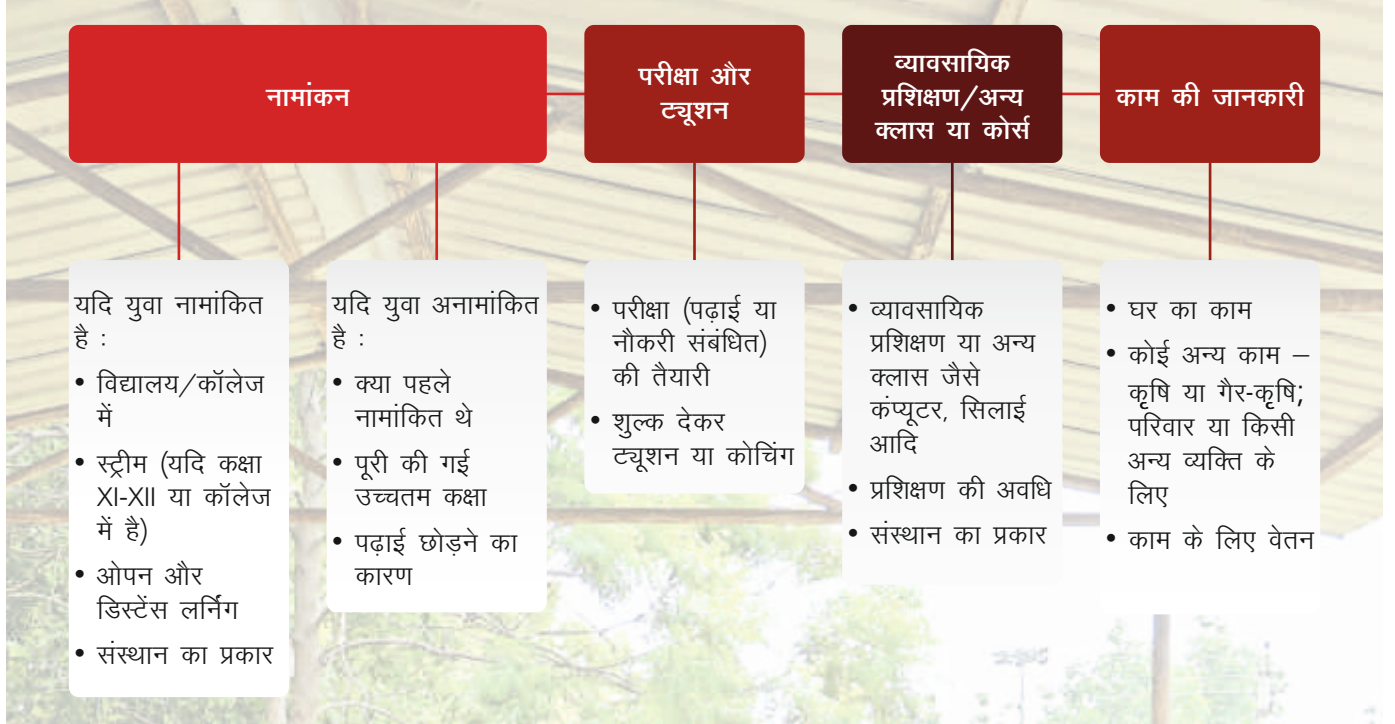 नामांकन
परीक्षा और
ट्यूशन
व्यावसायिक
प्रशिक्षण/अन्य
क्लास या कोर्स
काम की जानकारी
यदि युवा नामांकित
है :
• विद्यालय/कॉलेज
में
• स्ट्रीम (यदि कक्षा
XI-XII या कॉलेज
में है)
• ओपन और
डिस्टेंस लर्निंग
• संस्थान का प्रकार
यदि युवा अनामांकित
है :
• क्या पहले
नामांकित थे
• पूरी की गई
उच्चतम कक्षा
• पढ़ाई छोड़ने का
कारण
• परीक्षा (पढ़ाई या
नौकरी संबंधित)
की तैयारी
• शुल्क देकर
ट्यूशन या कोचिंग
• व्यावसायिक
प्रशिक्षण या अन्य
क्लास जैसे
कंप्यूटर, सिलाई
आदि
• प्रशिक्षण की अवधि
• संस्थान का प्रकार
• घर का काम
• कोई अन्य काम –
कृषि या गैर-कृषि;
परिवार या किसी
अन्य व्यक्ति के
लिए
• काम के लिए वेतन